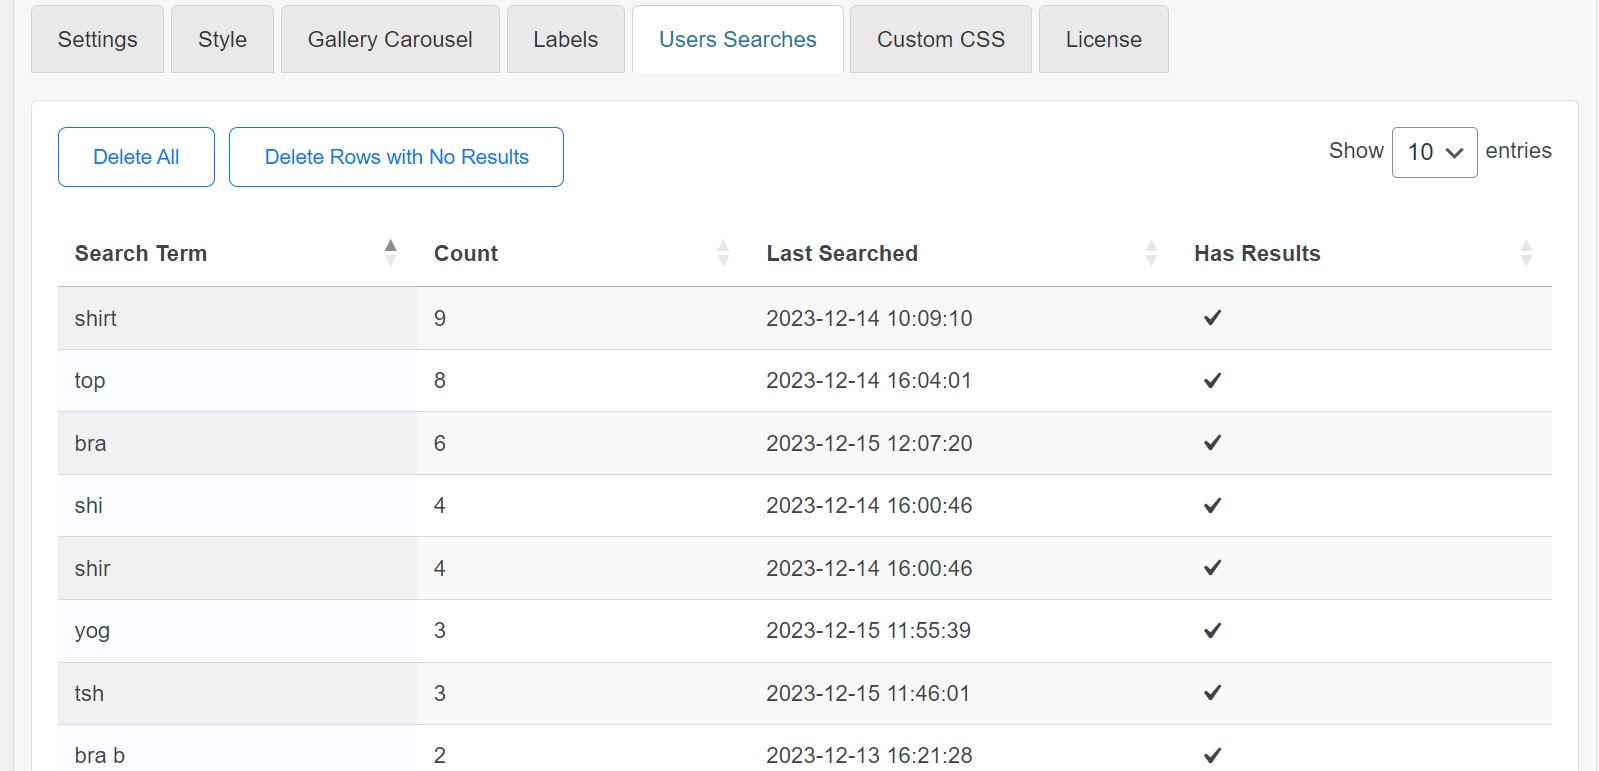 Settings Style Gallery Carousel Labels Users Searches Custom CSS License
Delete All Delete Rows with No Results Show 10 entries
Search Term Count Last Searched Has Results
shirt 9 2023-12-14 10:09:10 ✔
top 8 2023-12-14 16:04:01 ✔
bra 6 2023-12-15 12:07:20 ✔
shi 4 2023-12-14 16:00:46 ✔
shir 4 2023-12-14 16:00:46 ✔
yog 3 2023-12-15 11:55:39 ✔
tsh 3 2023-12-15 11:46:01 ✔
bra b 2 2023-12-13 16:21:28 ✔